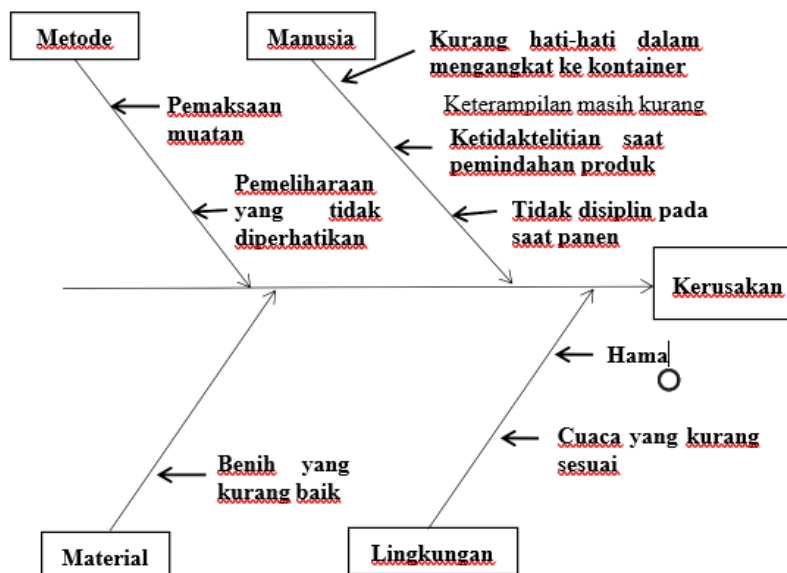 Metode
Manusia
Kurang hati-hati dalam
mengangkat ke kontainer
Pemaksaan
muatan
Keterampilan masih kurang
Ketidaktelitian saat
pemindahan produk
Pemeliharaan
yang tidak
diperhatikan
Tidak disiplin pada
saat panen
Kerusakan
Hama
Cuaca yang kurang
sesuai
Benih yang
kurang baik
Material
Lingkungan